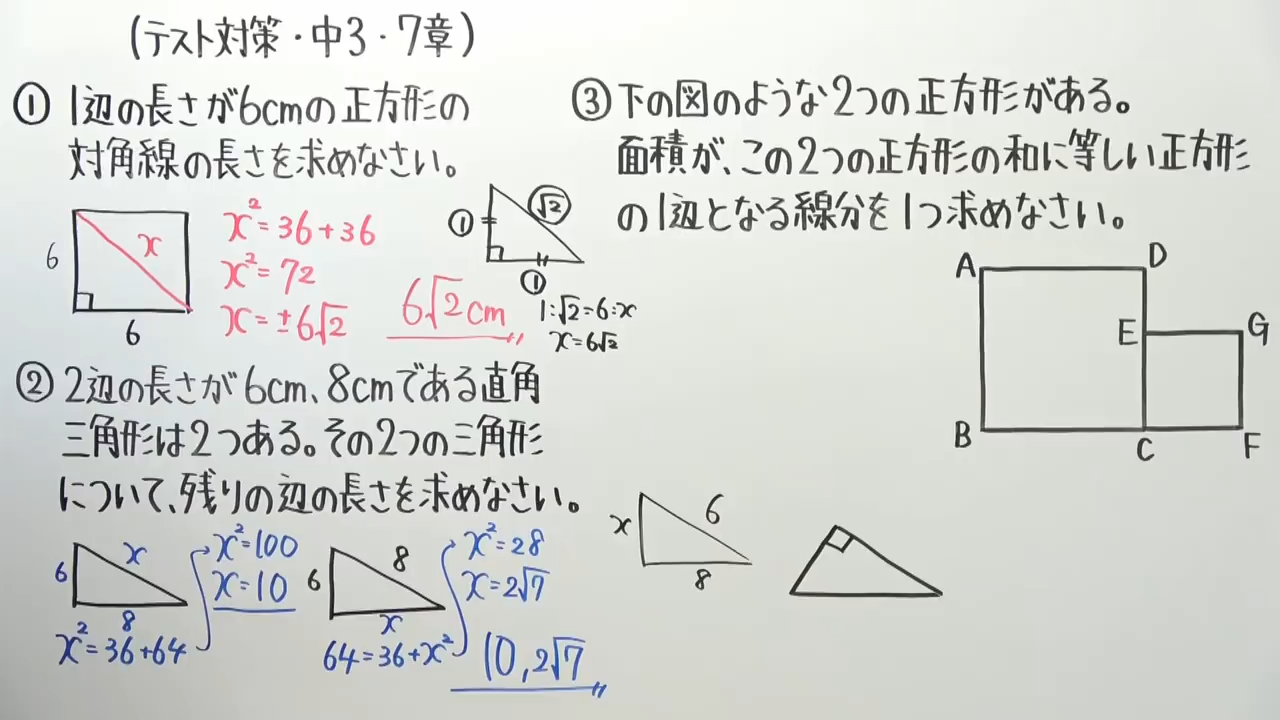 (テスト対策・中3・7章)
① 1辺の長さが6cmの正方形の
対角線の長さを求めなさい。
6
x
6
x²=36+36
x²=72
x=±6√2
6√2cm
①
√2
①
1:√2=6:x
x=6√2
② 2辺の長さが6cm、8cmである直角
三角形は2つある。その2つの三角形
について、残りの辺の長さを求めなさい。
6
x
8
x²=36+64
x²=100
x=10
6
8
x
64=36+x²
x²=28
x=2√7
10,2√7
③ 下の図のような2つの正方形がある。
面積が、この2つの正方形の和に等しい正方形
の1辺となる線分を1つ求めなさい。
A
D
E
G
B
C
F
x
6
8